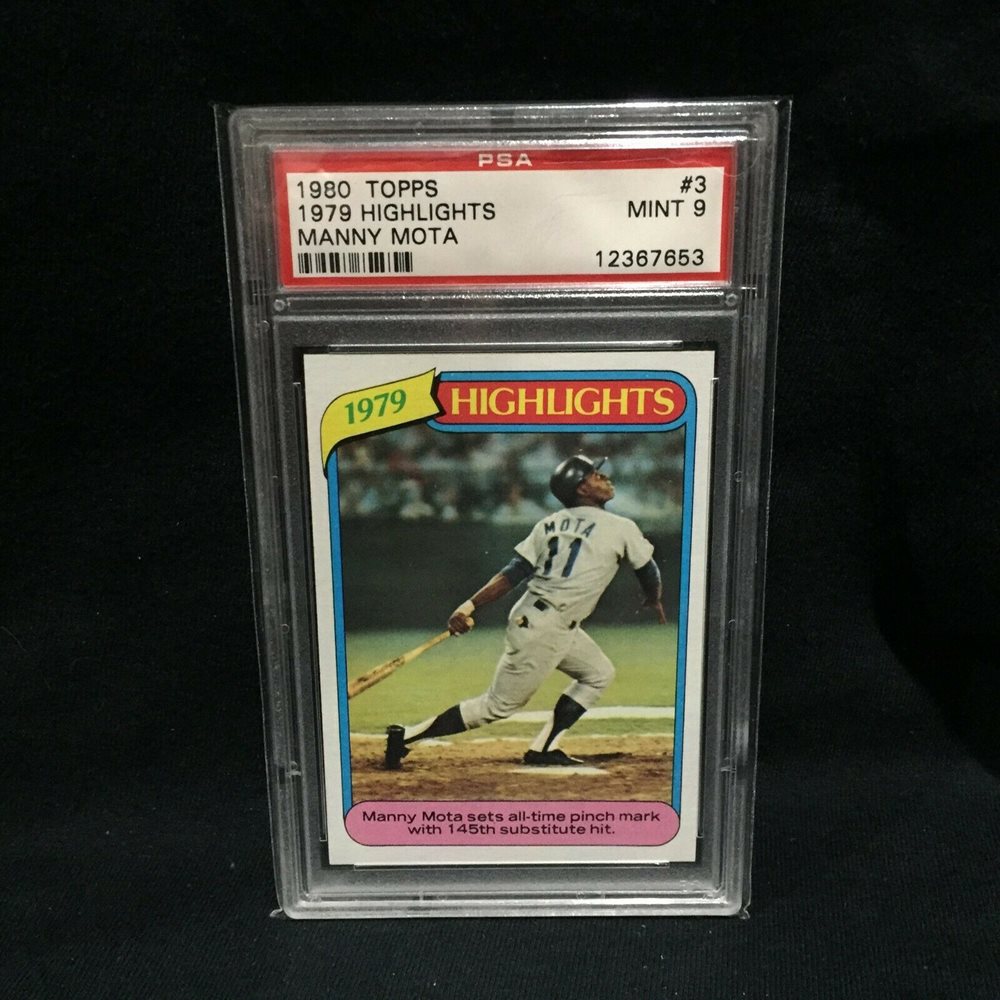 PSA
1980 TOPPS #3
1979 HIGHLIGHTS MINT 9
MANNY MOTA
12367653
1979 HIGHLIGHTS
MOTA
11
Manny Mota sets all-time pinch mark
with 145th substitute hit.